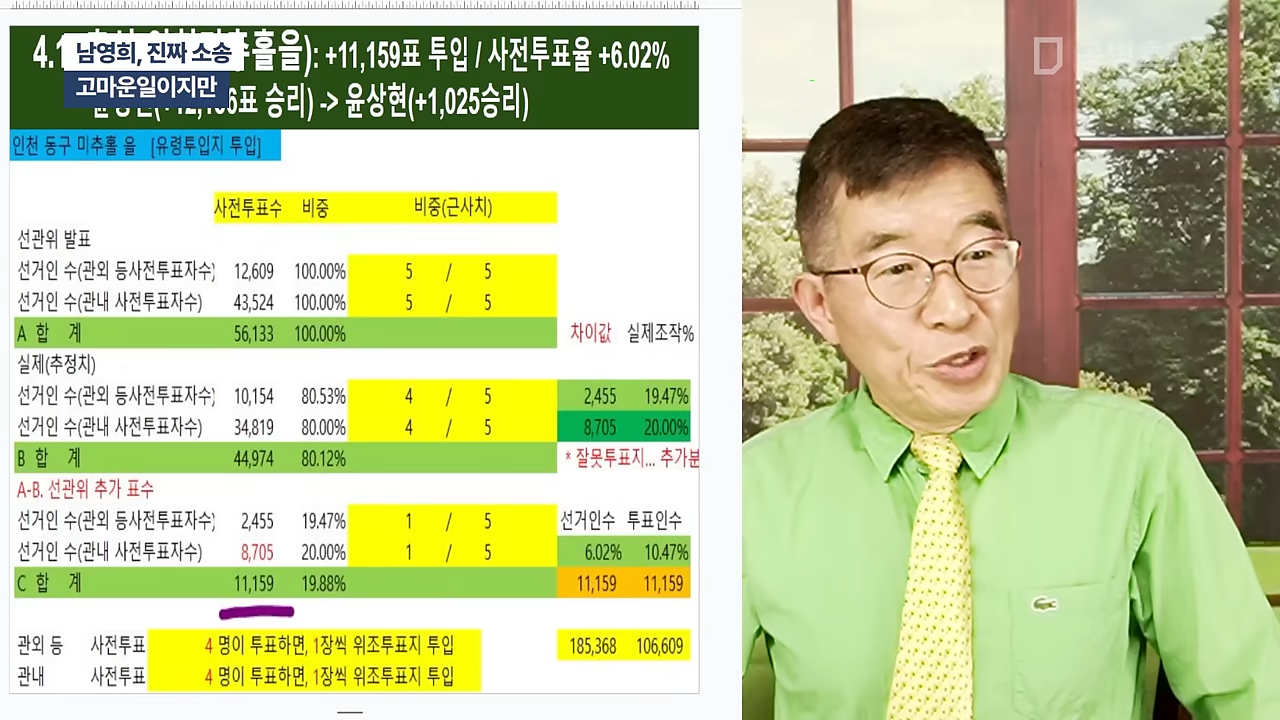 남영희, 진짜 소송
고마운일이지만
홀을): +11,159표 투입 / 사전투표율 +6.02%
표 승리) -> 윤상현(+1,025승리)
인천 동구 미추홀 을 [유령투입지 투입]
사전투표수 비중 비중(근사치)
선관위 발표
선거인 수(관외 등사전투표자수) 12,609 100.00% 5 / 5
선거인 수(관내 사전투표자수) 43,524 100.00% 5 / 5
A 합 계 56,133 100.00% 차이값 실제조작%
실제(추정치)
선거인 수(관외 등사전투표자수) 10,154 80.53% 4 / 5 2,455 19.47%
선거인 수(관내 사전투표자수) 34,819 80.00% 4 / 5 8,705 20.00%
B 합 계 44,974 80.12% * 잘못투표지... 추가분
A-B. 선관위 추가 표수
선거인 수(관외 등사전투표자수) 2,455 19.47% 1 / 5 선거인수 투표인수
선거인 수(관내 사전투표자수) 8,705 20.00% 1 / 5 6.02% 10.47%
C 합 계 11,159 19.88% 11,159 11,159
관외 등 사전투표 4 명이 투표하면, 1장씩 위조투표지 투입 185,368 106,609
관내 사전투표 4 명이 투표하면, 1장씩 위조투표지 투입